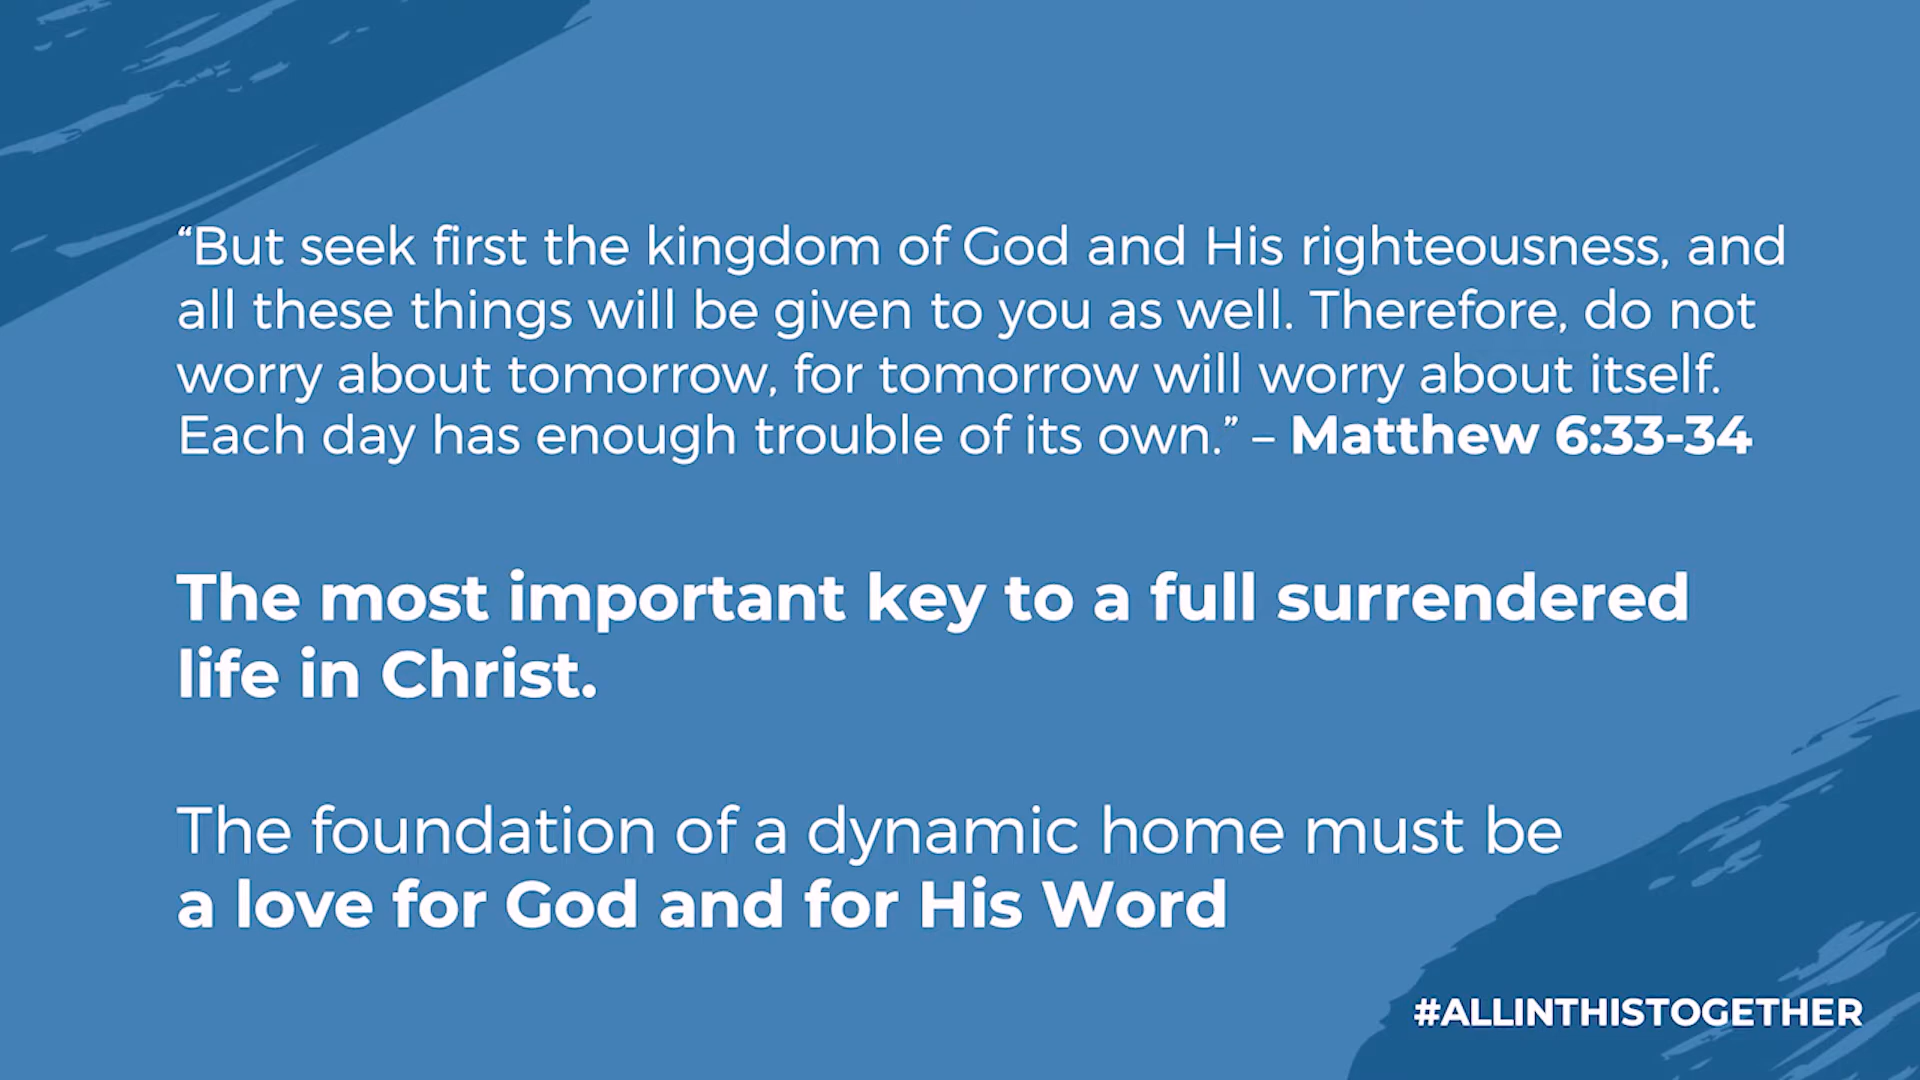 “But seek first the kingdom of God and His righteousness, and
all these things will be given to you as well. Therefore, do not
worry about tomorrow, for tomorrow will worry about itself.
Each day has enough trouble of its own.” – Matthew 6:33-34
The most important key to a full surrendered
life in Christ.
The foundation of a dynamic home must be
a love for God and for His Word
#ALLINTHISTOGETHER